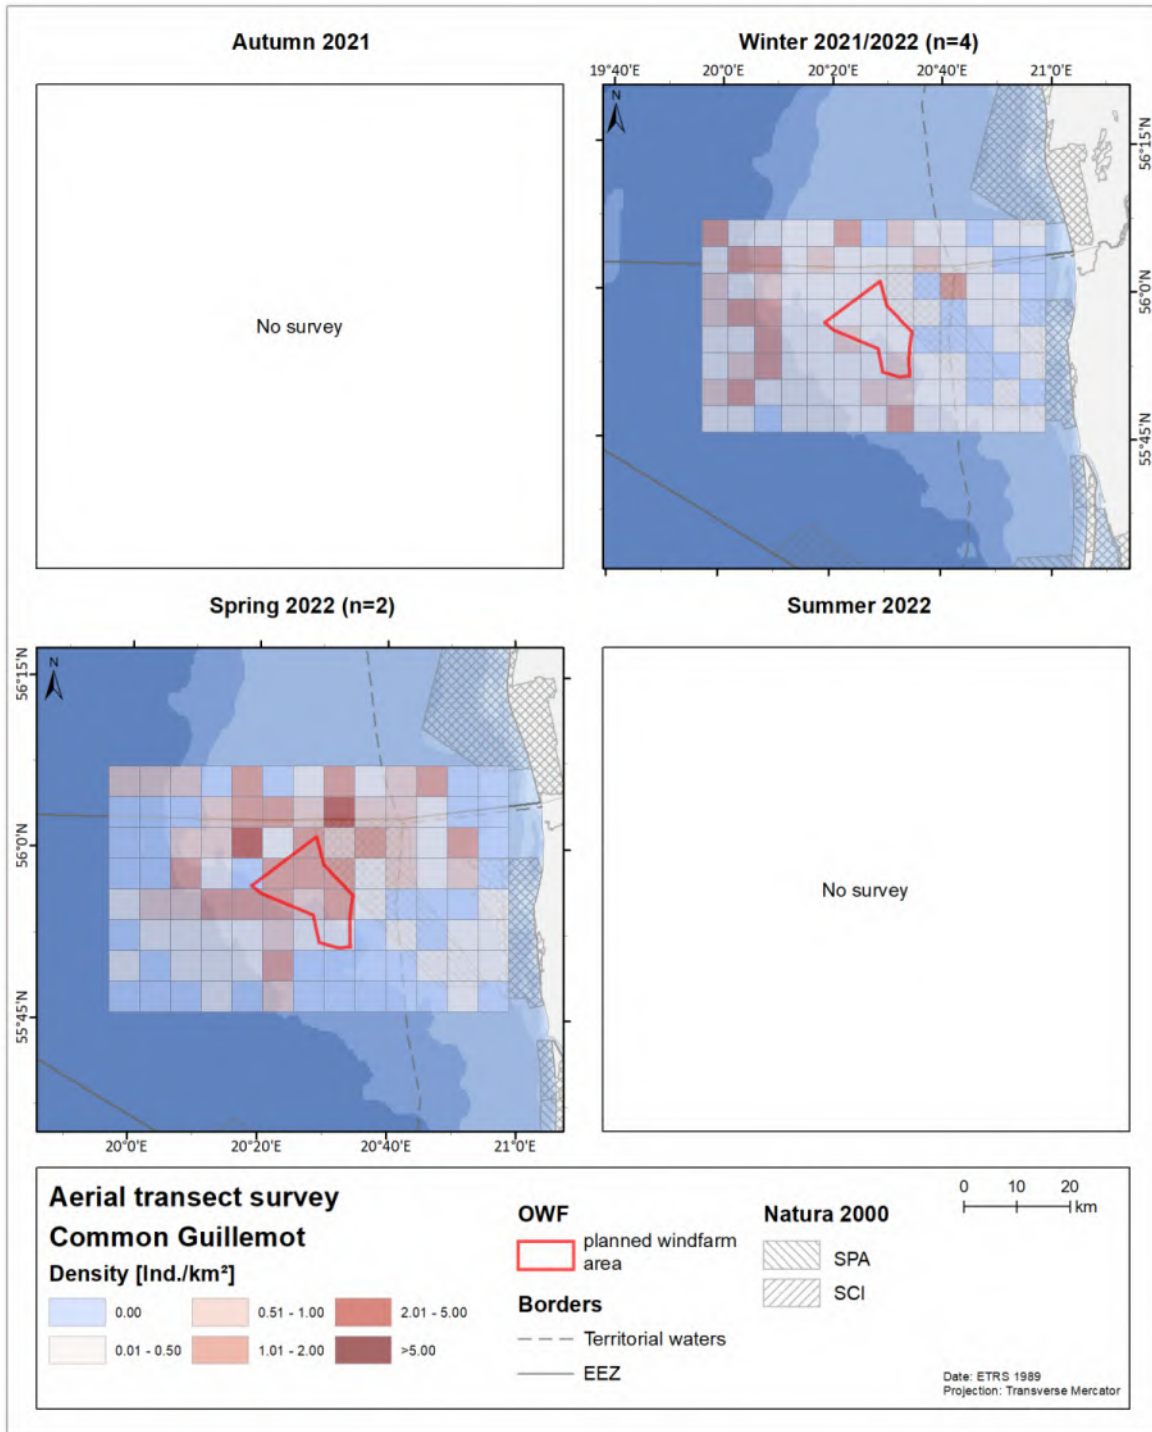 Autumn 2021
Winter 2021/2022 (n=4)
19°40'E 20°0'E 20°20'E 20°40'E 21°0'E
N
56°15'N
56°0'N
55°45'N
No survey
Spring 2022 (n=2)
Summer 2022
N
56°15'N
56°0'N
55°45'N
20°0'E 20°20'E 20°40'E 21°0'E
No survey
Aerial transect survey
Common Guillemot
Density [Ind./km²]
0.00
0.51 - 1.00
2.01 - 5.00
0.01 - 0.50
1.01 - 2.00
>5.00
OWF
planned windfarm
area
Borders
Territorial waters
EEZ
Natura 2000
SPA
SCI
0 10 20
km
Date: ETRS 1989
Projection: Transverse Mercator